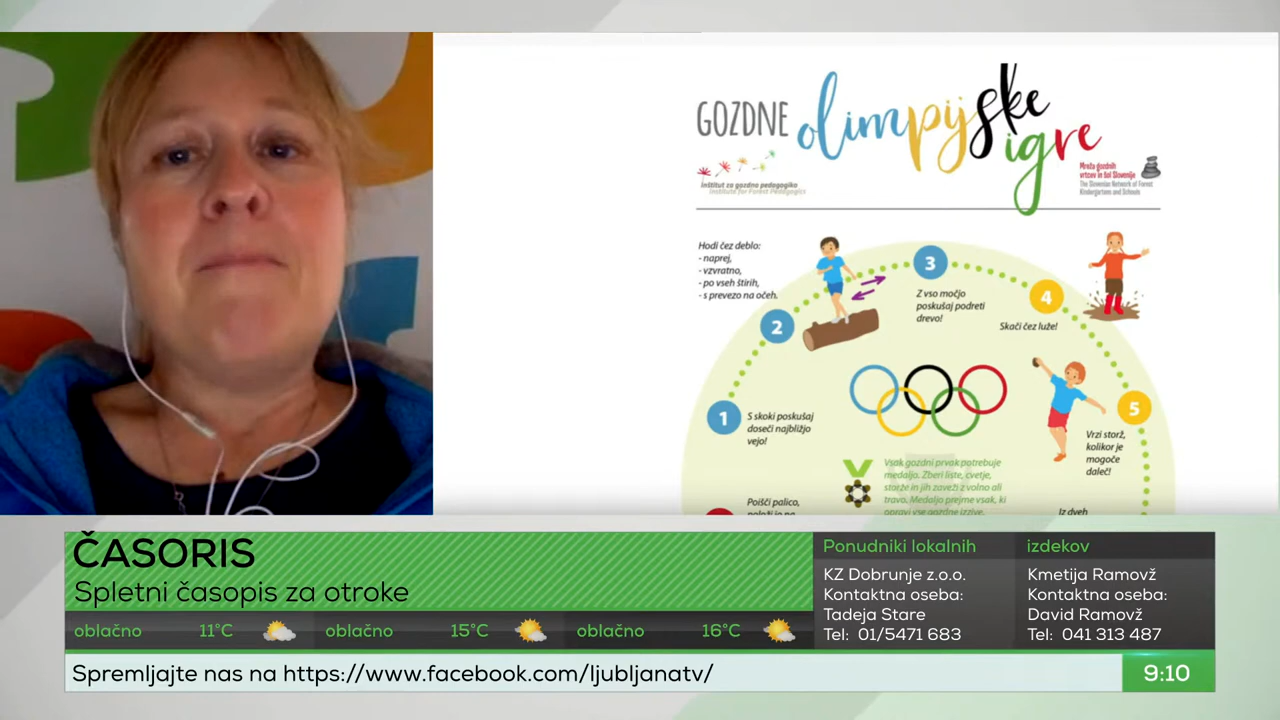 GOZDNE olimpijske igre
inštitut za gozdno pedagogiko
Institute for Forest Pedagogics
Mreža gozdnih
vrtcev in šol Slovenije
The Slovenian Network of Forest
Kindergartens and Schools
Hodi čez deblo:
- naprej,
- vzvratno,
- po vseh štirih,
- s prevezo na očeh.
2
3
Z vso močjo
poskušaj podreti
drevo!
4
Skači čez luže!
1
S skoki poskušaj
doseči najbližjo
vejo!
5
Vrzi storž,
kolikor je
mogoče
daleč!
Vsak gozdni prvak potrebuje
medaljo. Zberi liste, cvetje,
storže in jih zaveži z volno ali
travo. Medaljo prejme vsak, ki
opravi vse gozdne izzive.
Poišči palico,
položi jo na
Iz dveh
ČASORIS
Spletni časopis za otroke
oblačno 11°C oblačno 15°C oblačno 16°C
Ponudniki lokalnih izdekov
KZ Dobrunje z.o.o.
Kontaktna oseba:
Tadeja Stare
Tel: 01/5471 683
Kmetija Ramovž
Kontaktna oseba:
David Ramovž
Tel: 041 313 487
Spremljajte nas na https://www.facebook.com/ljubljanatv/
9:10